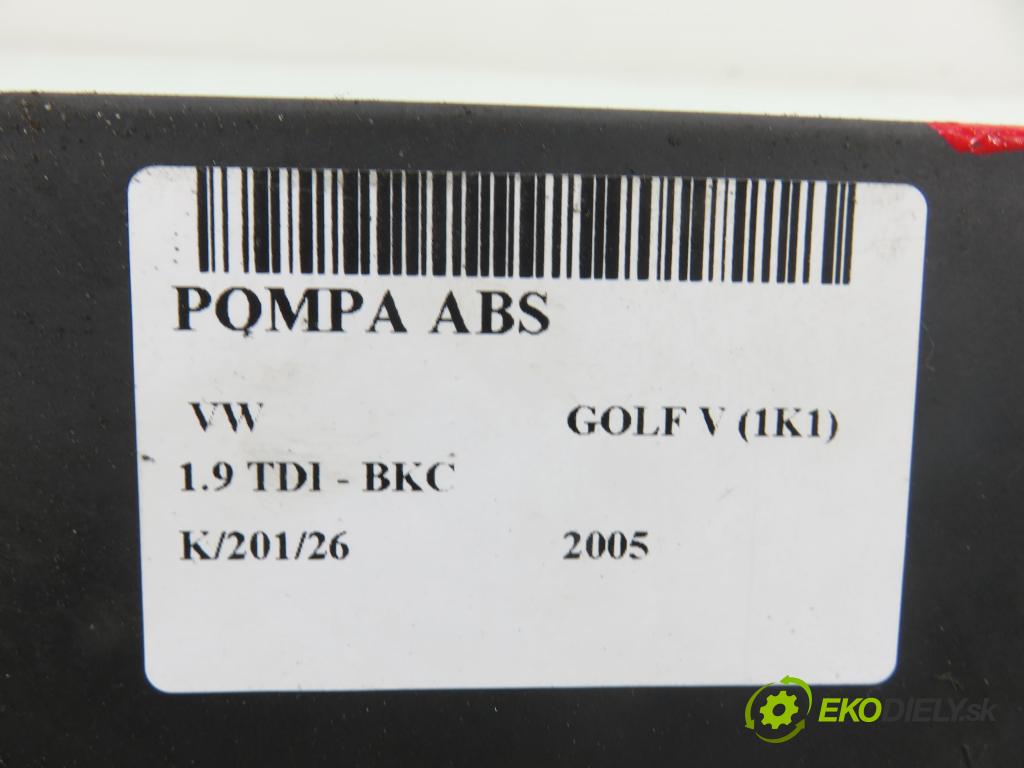 POMPA ABS
VW GOLF V (1K1)
1.9 TDI - BKC
K/201/26 2005
EKODIELY.sk